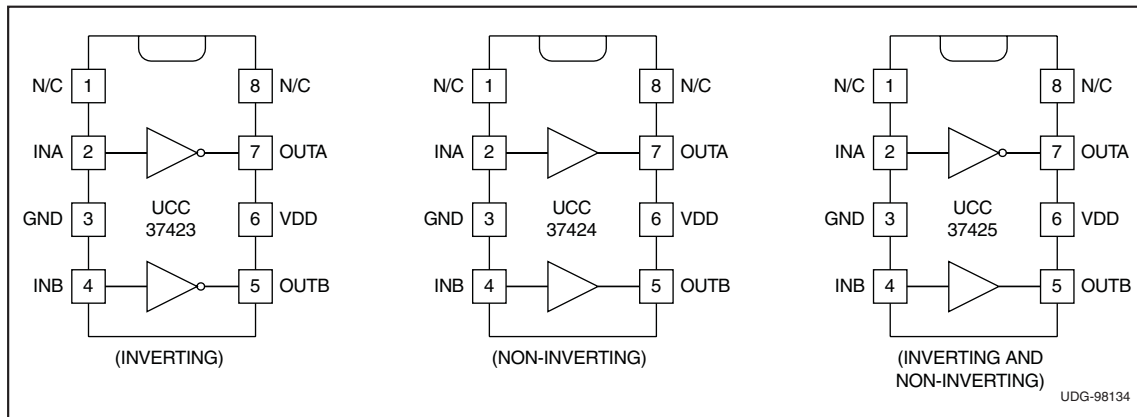 N/C 1 8 N/C
INA 2 7 OUTA
GND 3 UCC 37423 6 VDD
INB 4 5 OUTB
(INVERTING)
N/C 1 8 N/C
INA 2 7 OUTA
GND 3 UCC 37424 6 VDD
INB 4 5 OUTB
(NON-INVERTING)
N/C 1 8 N/C
INA 2 7 OUTA
GND 3 UCC 37425 6 VDD
INB 4 5 OUTB
(INVERTING AND
NON-INVERTING)
UDG-98134